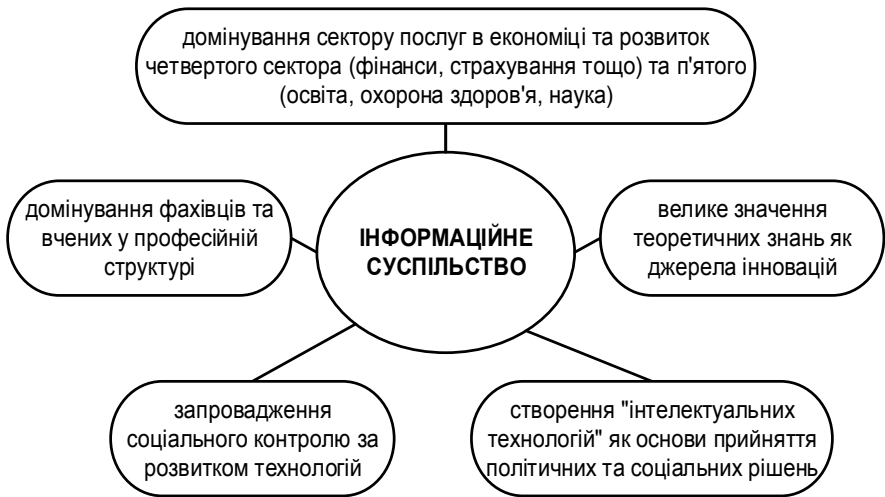 домінування сектору послуг в економіці та розвиток
четвертого сектора (фінанси, страхування тощо) та п'ятого
(освіта, охорона здоров'я, наука)
домінування фахівців та
вчених у професійній
структурі
ІНФОРМАЦІЙНЕ
СУСПІЛЬСТВО
велике значення
теоретичних знань як
джерела інновацій
запровадження
соціального контролю за
розвитком технологій
створення "інтелектуальних
технологій" як основи прийняття
політичних та соціальних рішень